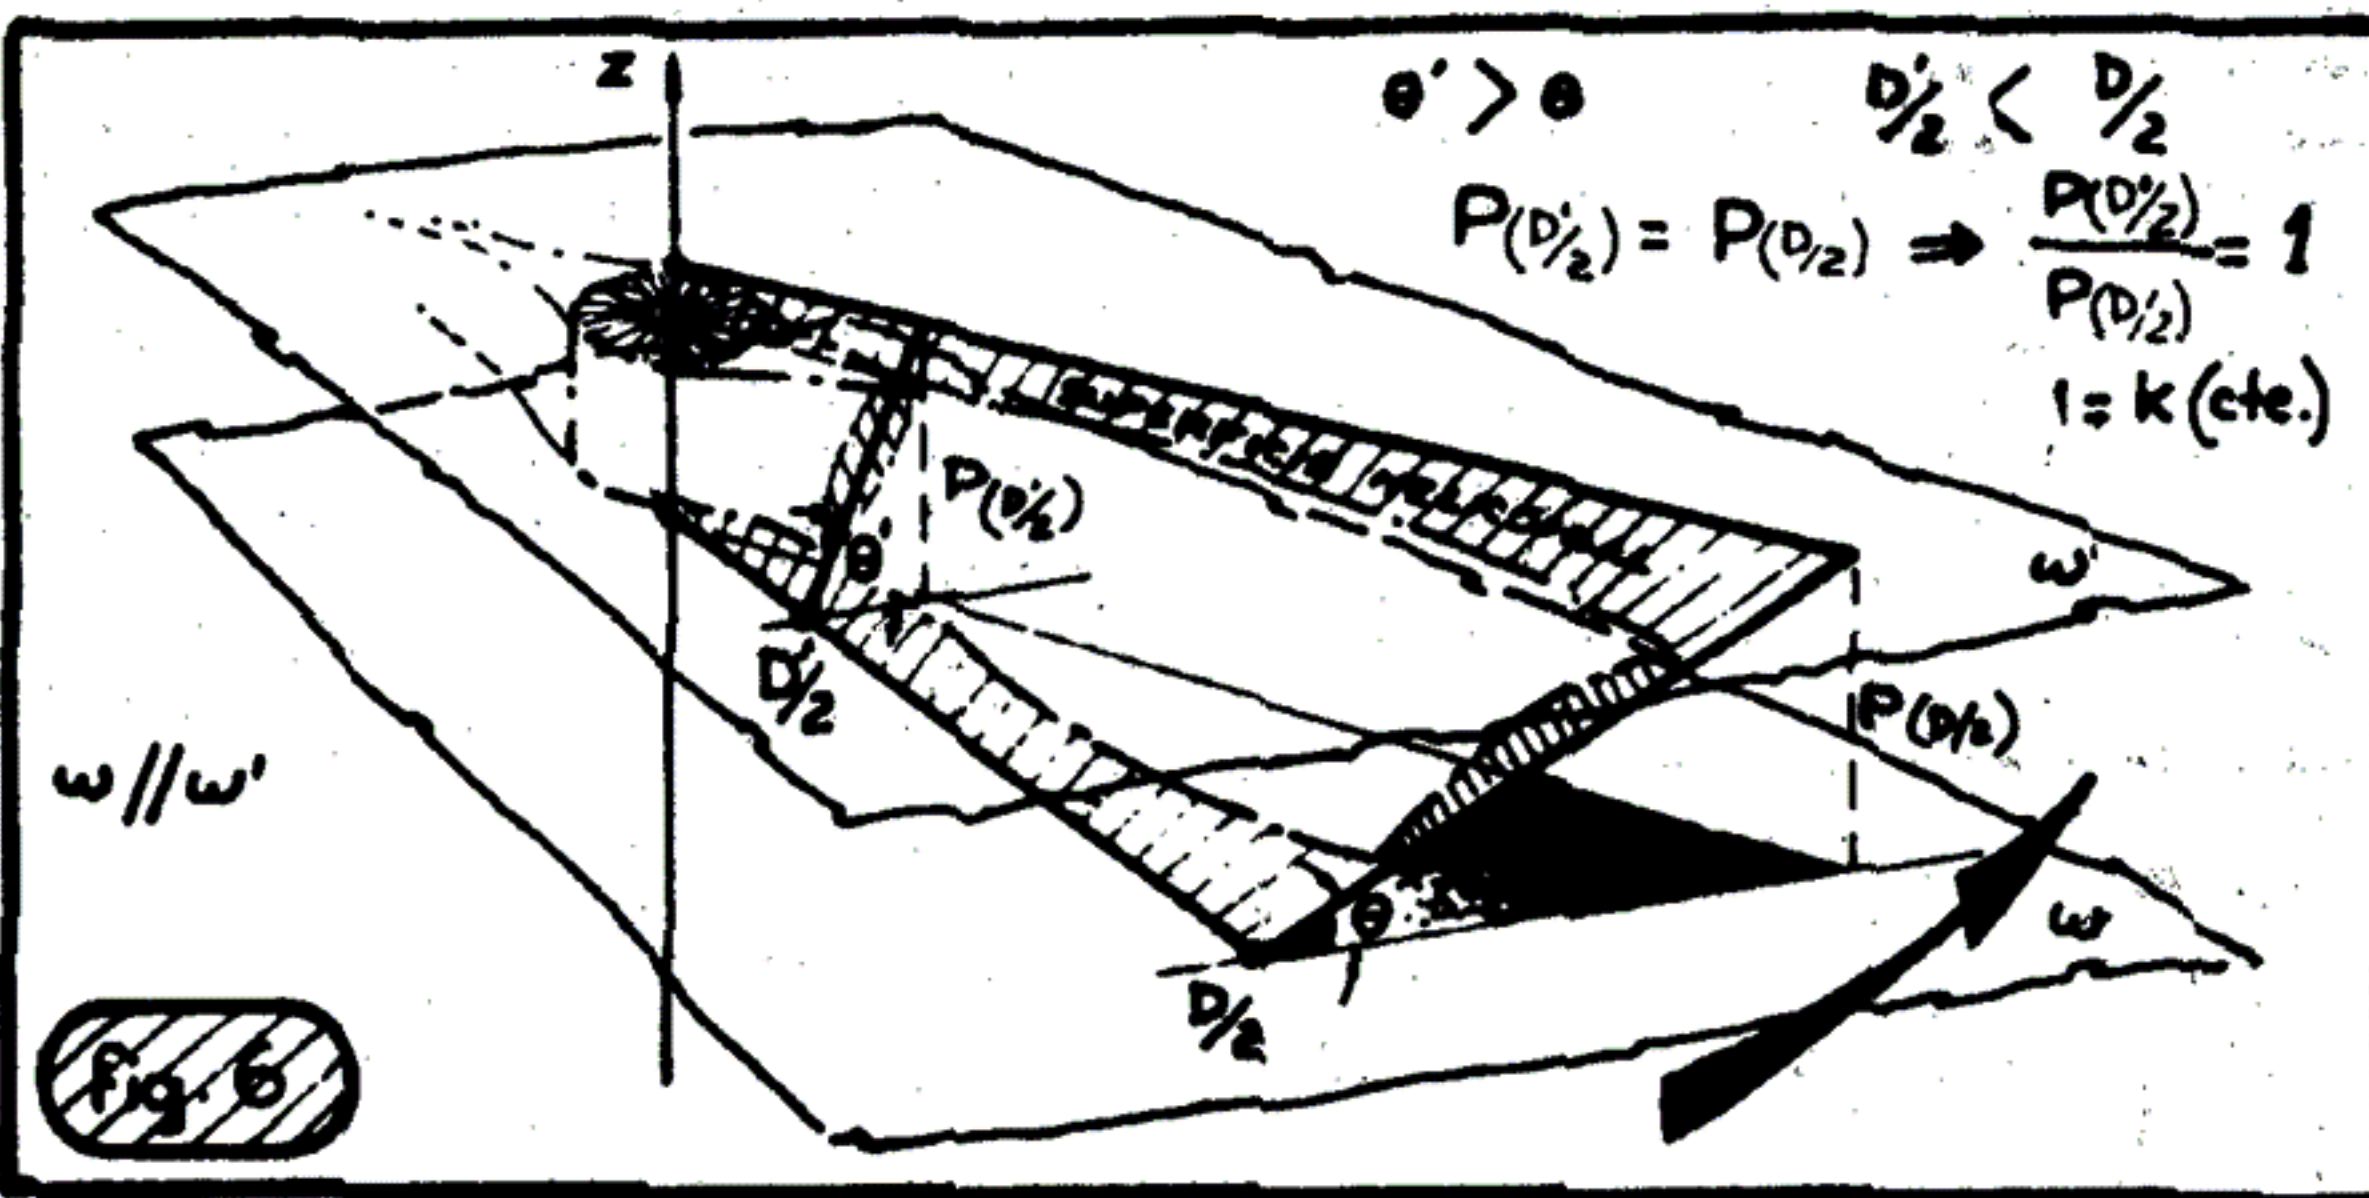 z
θ' > θ D'/2 < D/2
P(D'/2) = P(D/2) ⇒ P(D'/2) / P(D'/2) = 1
1 = K (cte.)
P(D'/2)
θ'
ω'
D'/2
P(D/2)
ω // ω'
θ
ω
D/2
fig. 6